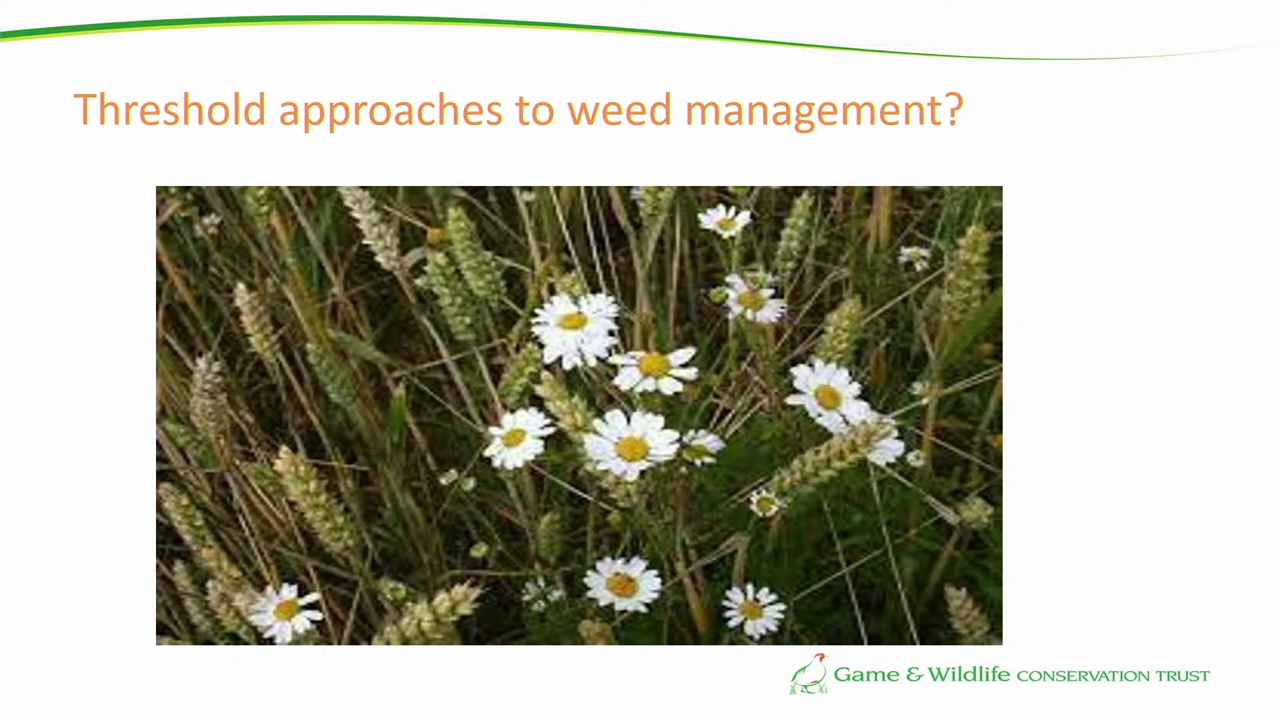 Threshold approaches to weed management?
Game & Wildlife CONSERVATION TRUST